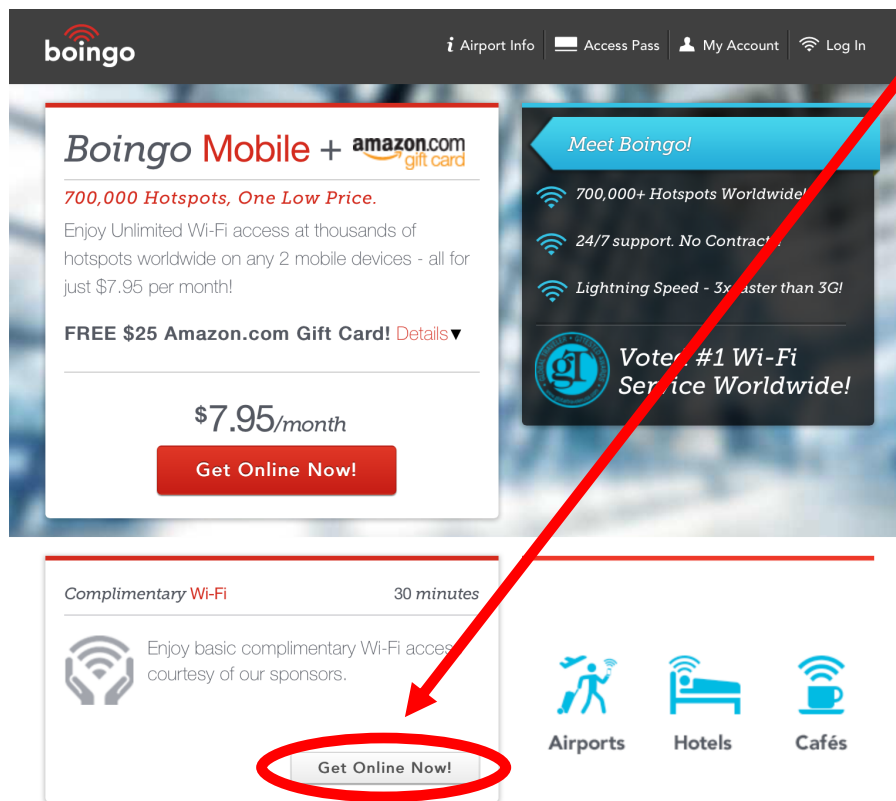 boingo
i Airport Info Access Pass My Account Log In
Boingo Mobile + amazon.com gift card
700,000 Hotspots, One Low Price.
Enjoy Unlimited Wi-Fi access at thousands of
hotspots worldwide on any 2 mobile devices - all for
just $7.95 per month!
FREE $25 Amazon.com Gift Card! Details▼
$7.95/month
Get Online Now!
Meet Boingo!
700,000+ Hotspots Worldwide!
24/7 support. No Contract!
Lightning Speed - 3x faster than 3G!
gT
Voted #1 Wi-Fi
Service Worldwide!
Complimentary Wi-Fi 30 minutes
Enjoy basic complimentary Wi-Fi access
courtesy of our sponsors.
Get Online Now!
Airports Hotels Cafés